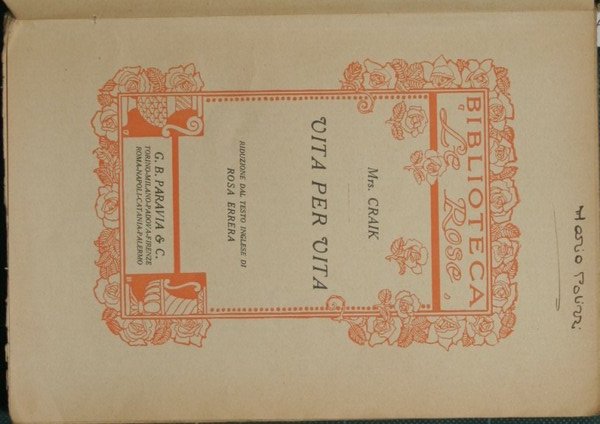 Mario
BIBLIOTECA
"Le Rose"
Mrs. CRAIK
VITA PER VITA
RIDUZIONE DAL TESTO INGLESE DI
ROSA ERRERA
G. B. PARAVIA & C.
TORINO-MILANO-PADOVA-FIRENZE
ROMA-NAPOLI-CATANIA-PALERMO